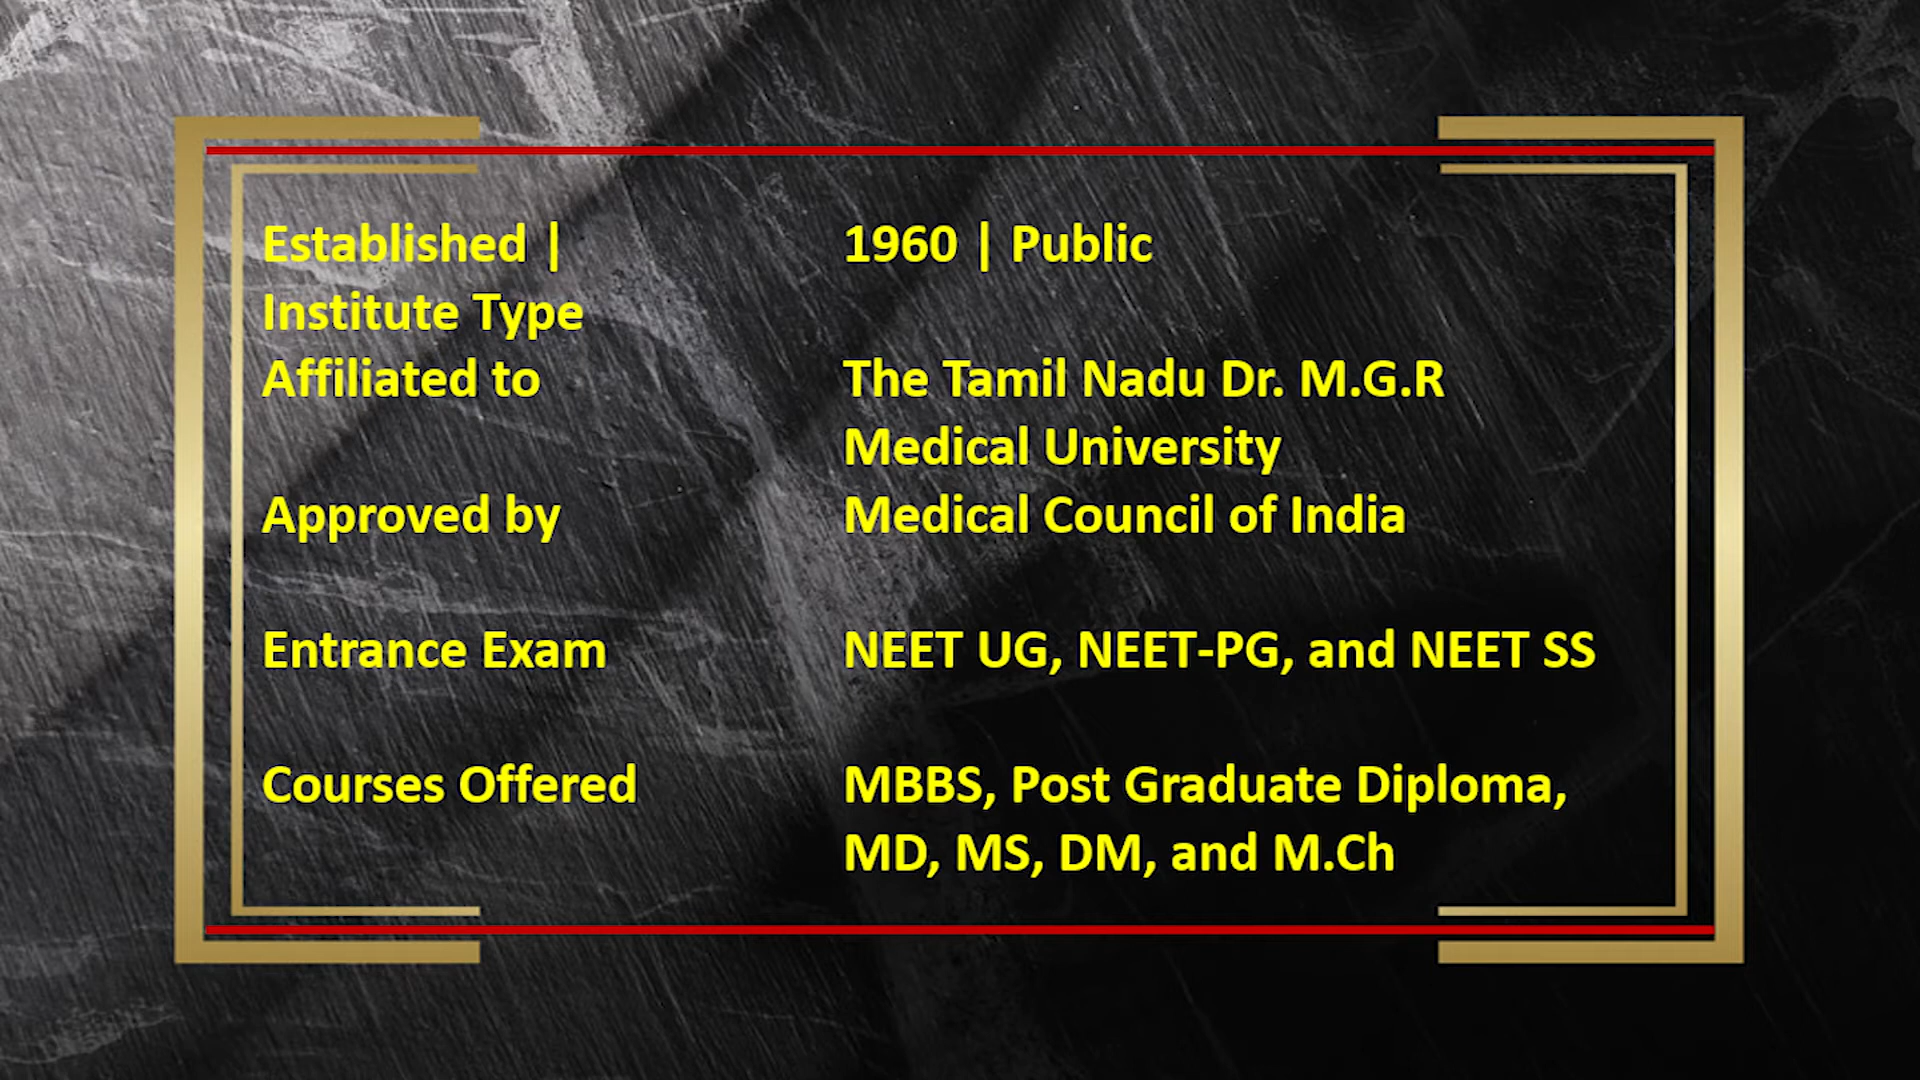 Established | 1960 | Public
Institute Type
Affiliated to The Tamil Nadu Dr. M.G.R
Medical University
Approved by Medical Council of India
Entrance Exam NEET UG, NEET-PG, and NEET SS
Courses Offered MBBS, Post Graduate Diploma,
MD, MS, DM, and M.Ch